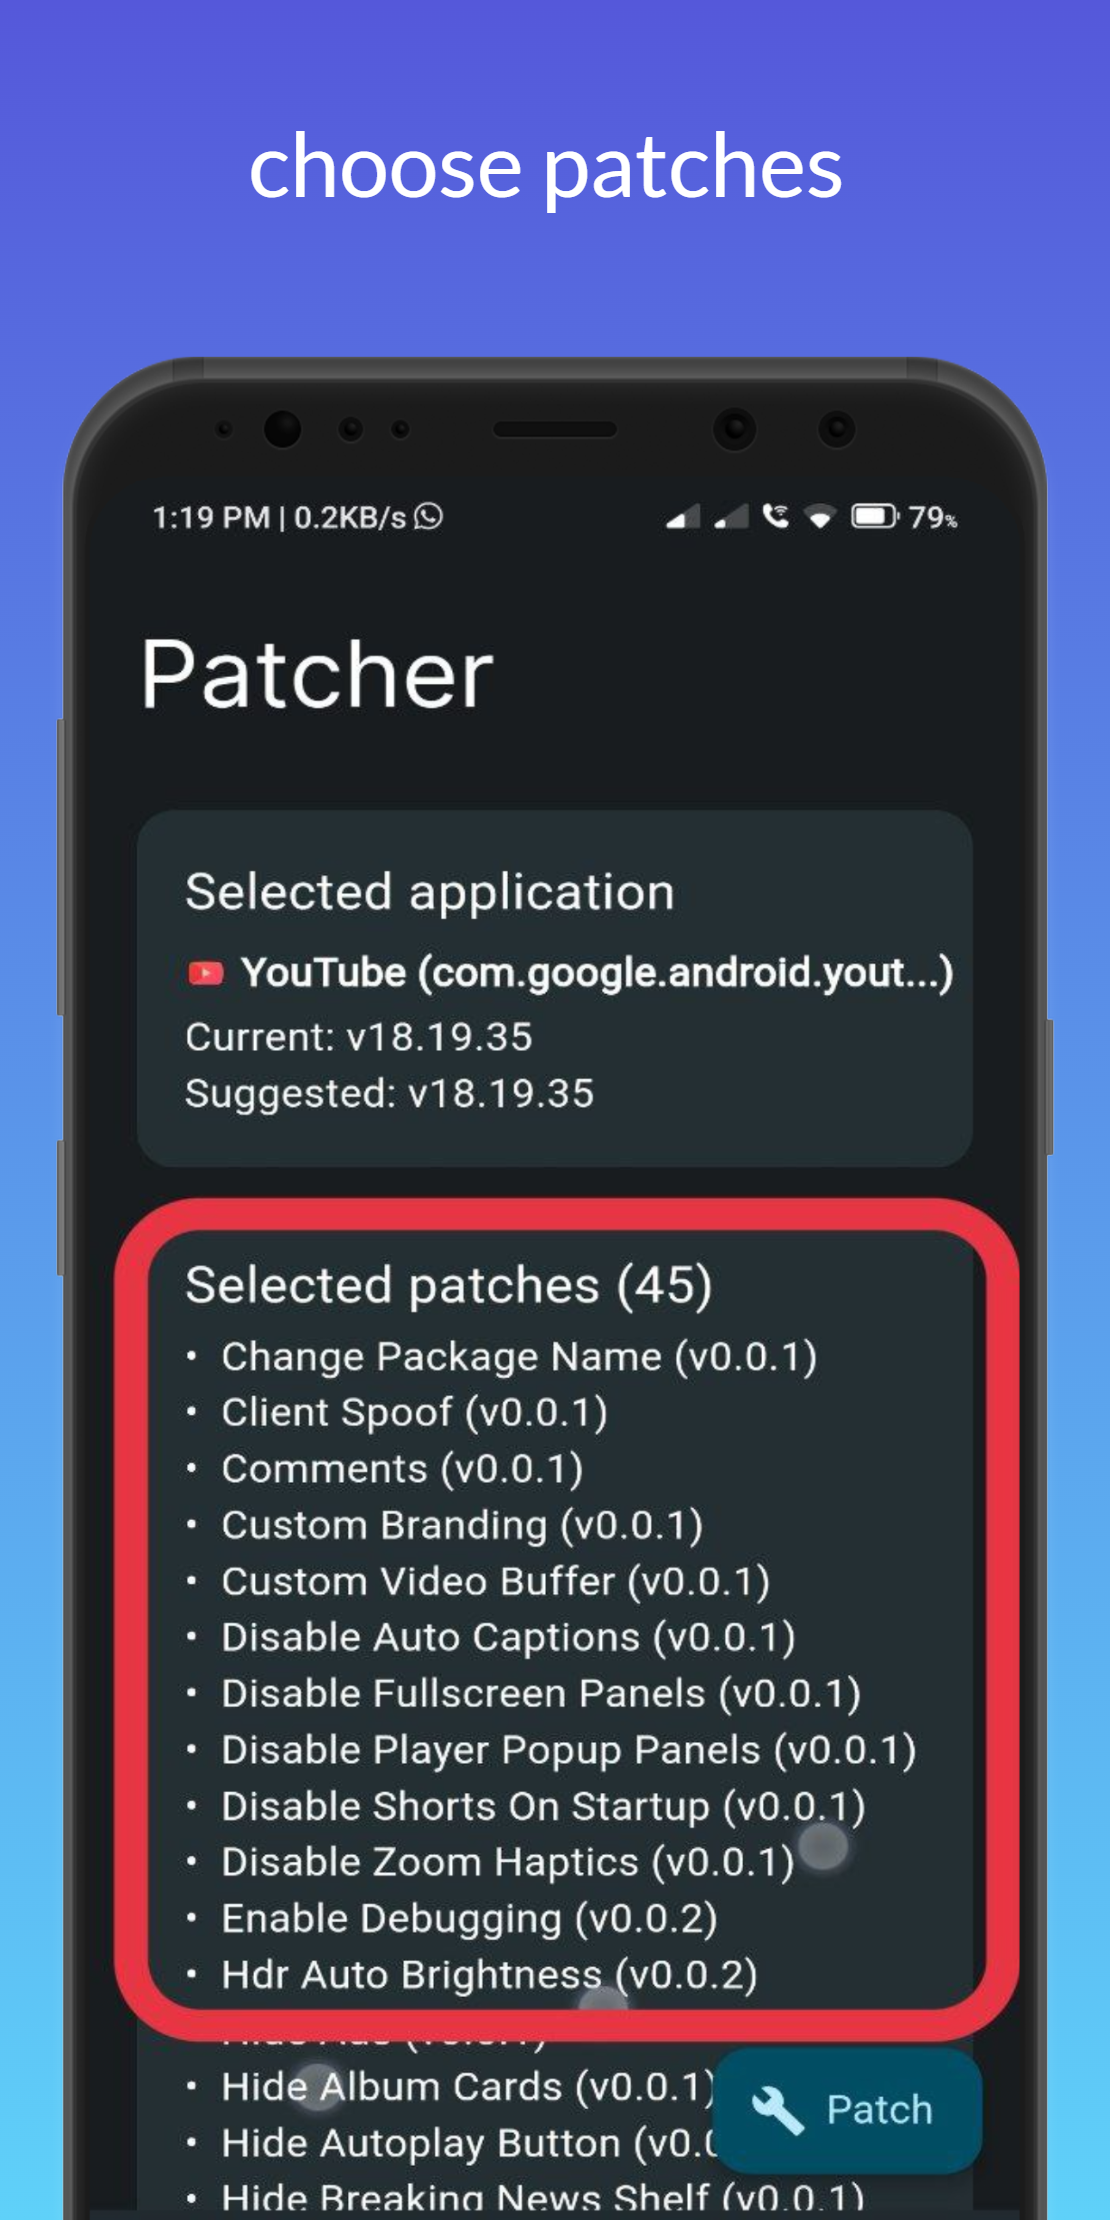 choose patches
1:19 PM | 0.2KB/s
79%
Patcher
Selected application
YouTube (com.google.android.yout...)
Current: v18.19.35
Suggested: v18.19.35
Selected patches (45)
• Change Package Name (v0.0.1)
• Client Spoof (v0.0.1)
• Comments (v0.0.1)
• Custom Branding (v0.0.1)
• Custom Video Buffer (v0.0.1)
• Disable Auto Captions (v0.0.1)
• Disable Fullscreen Panels (v0.0.1)
• Disable Player Popup Panels (v0.0.1)
• Disable Shorts On Startup (v0.0.1)
• Disable Zoom Haptics (v0.0.1)
• Enable Debugging (v0.0.2)
• Hdr Auto Brightness (v0.0.2)
• Hide Album Cards (v0.0.1)
Patch
• Hide Autoplay Button (v0.0
• Hide Breaking News Shelf (v0.0.1)